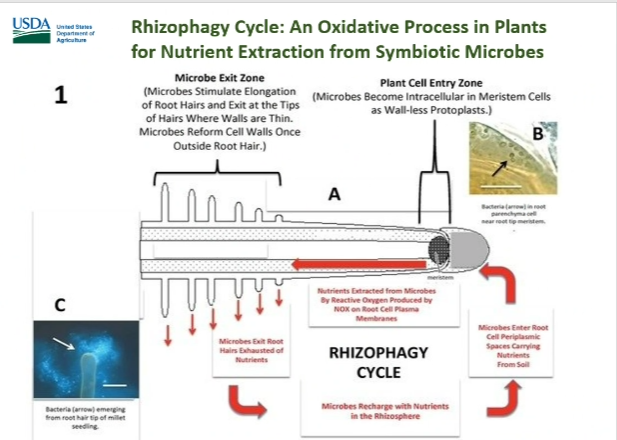 USDA
United States
Department of
Agriculture
Rhizophagy Cycle: An Oxidative Process in Plants
for Nutrient Extraction from Symbiotic Microbes
1
Microbe Exit Zone
(Microbes Stimulate Elongation
of Root Hairs and Exit at the Tips
of Hairs Where Walls are Thin.
Microbes Reform Cell Walls Once
Outside Root Hair.)
Plant Cell Entry Zone
(Microbes Become Intracellular in Meristem Cells
as Wall-less Protoplasts.)
B
Bacteria (arrow) in root
parenchyma cell
near root tip meristem.
A
meristem
Nutrients Extracted from Microbes
By Reactive Oxygen Produced by
NOX on Root Cell Plasma
Membranes
C
Bacteria (arrow) emerging
from root hair tip of millet
seedling.
Microbes Exit Root
Hairs Exhausted of
Nutrients
RHIZOPHAGY
CYCLE
Microbes Enter Root
Cell Periplasmic
Spaces Carrying
Nutrients
From Soil
Microbes Recharge with Nutrients
in the Rhizosphere